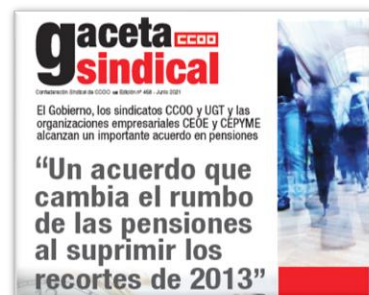 gaceta CCOO
sindical
Confederación Sindical de CCOO Edición nº 468 - Junio 2021
El Gobierno, los sindicatos CCOO y UGT y las
organizaciones empresariales CEOE y CEPYME
alcanzan un importante acuerdo en pensiones
“Un acuerdo que
cambia el rumbo
de las pensiones
al suprimir los
recortes de 2013”